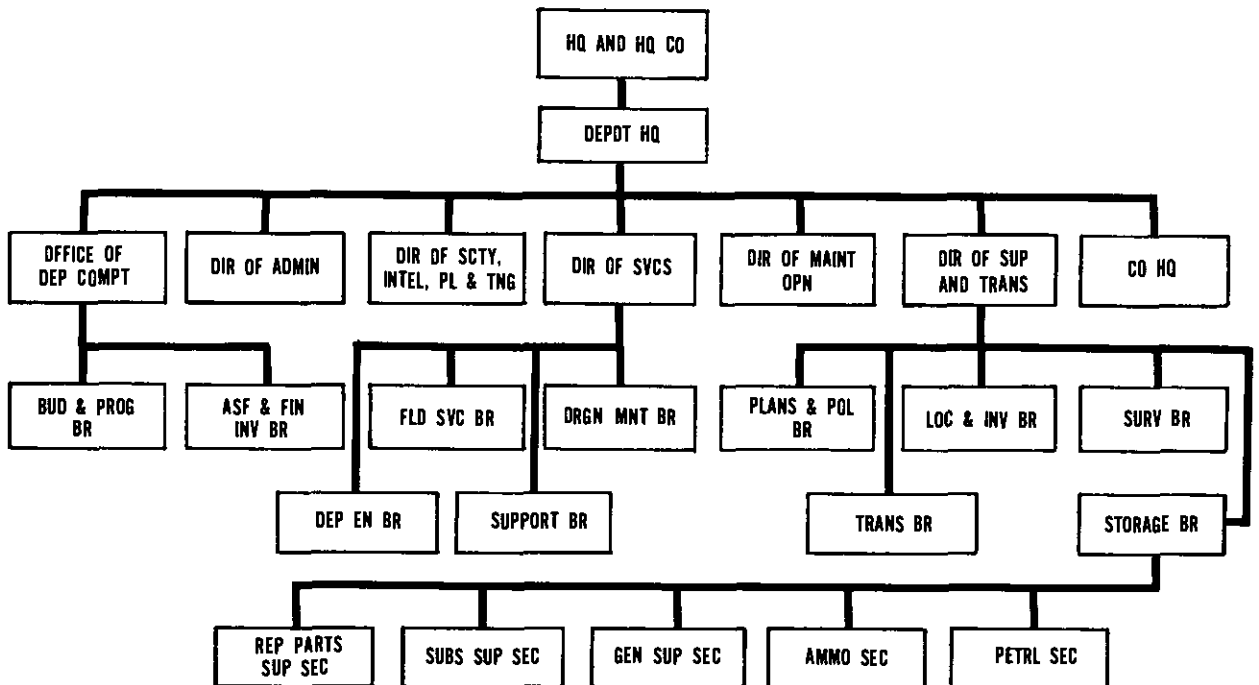 HQ AND HQ CO
DEPOT HQ
OFFICE OF
DEP COMPT
DIR OF ADMIN
DIR OF SCTY,
INTEL, PL & TNG
DIR OF SVCS
DIR OF MAINT
OPN
DIR OF SUP
AND TRANS
CO HQ
BUD & PROG
BR
ASF & FIN
INV BR
FLD SVC BR
ORGN MNT BR
PLANS & POL
BR
LOC & INV BR
SURV BR
DEP EN BR
SUPPORT BR
TRANS BR
STORAGE BR
REP PARTS
SUP SEC
SUBS SUP SEC
GEN SUP SEC
AMMO SEC
PETRL SEC